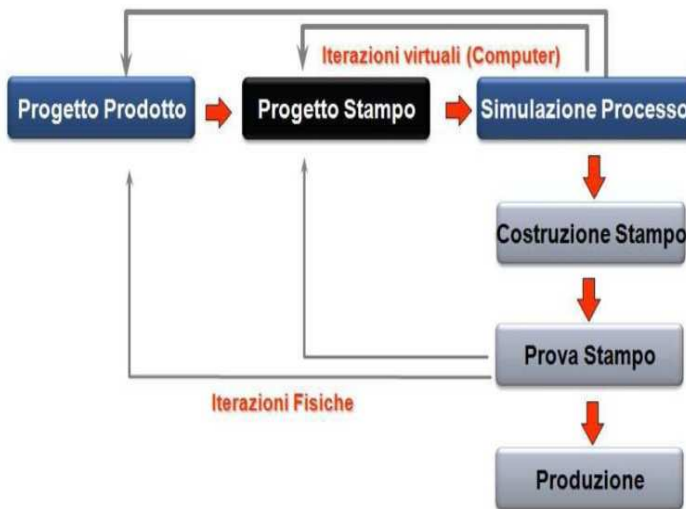 Iterazioni virtuali (Computer)
Progetto Prodotto
Progetto Stampo
Simulazione Processo
Costruzione Stampo
Prova Stampo
Iterazioni Fisiche
Produzione